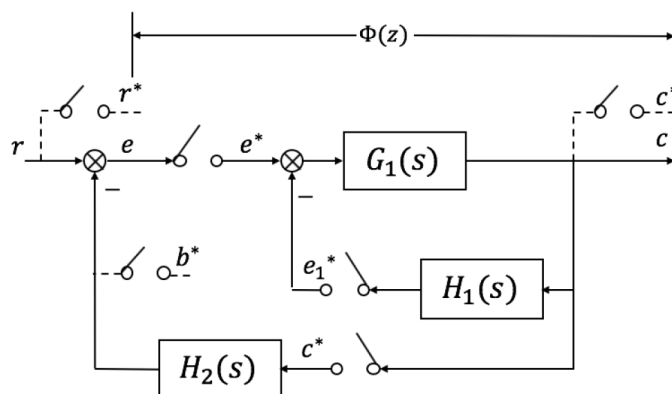 Φ(z)
r* c*
r e e* G₁(s) c
b* e₁* H₁(s)
H₂(s) c*